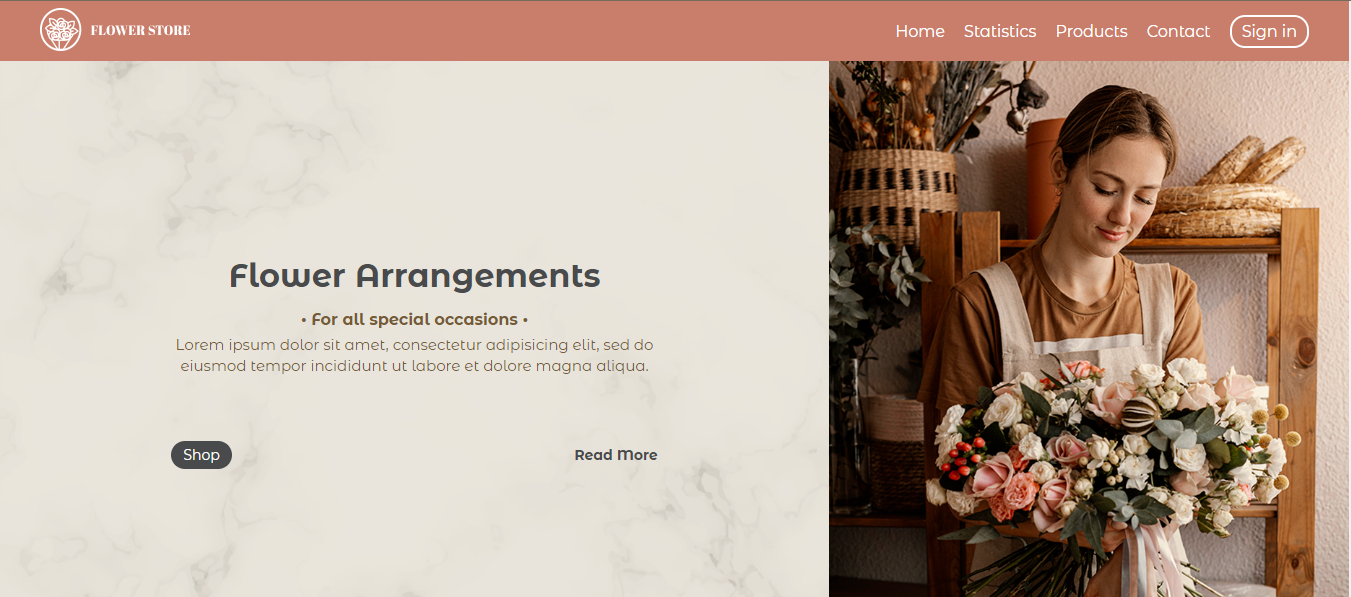 FLOWER STORE
Home Statistics Products Contact Sign in
Flower Arrangements
• For all special occasions •
Lorem ipsum dolor sit amet, consectetur adipisicing elit, sed do
eiusmod tempor incididunt ut labore et dolore magna aliqua.
Shop Read More